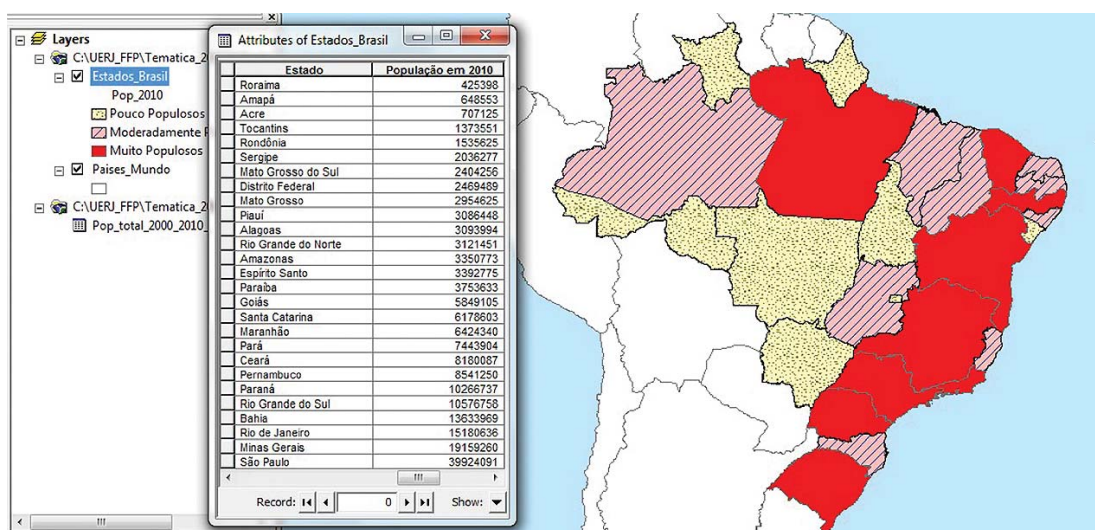 Layers
C:\UERJ_FFP\Tematica_2
Estados_Brasil
Pop_2010
Pouco Populosos
Moderadamente P
Muito Populosos
Paises_Mundo
C:\UERJ_FFP\Tematica_2
Pop_total_2000_2010_
Attributes of Estados_Brasil
Estado População em 2010
Roraima 425398
Amapá 648553
Acre 707125
Tocantins 1373551
Rondônia 1535625
Sergipe 2036277
Mato Grosso do Sul 2404256
Distrito Federal 2469489
Mato Grosso 2954625
Piauí 3086448
Alagoas 3093994
Rio Grande do Norte 3121451
Amazonas 3350773
Espírito Santo 3392775
Paraíba 3753633
Goiás 5849105
Santa Catarina 6178603
Maranhão 6424340
Pará 7443904
Ceará 8180087
Pernambuco 8541250
Paraná 10266737
Rio Grande do Sul 10576758
Bahia 13633969
Rio de Janeiro 15180636
Minas Gerais 19159260
São Paulo 39924091
Record: 0 Show: